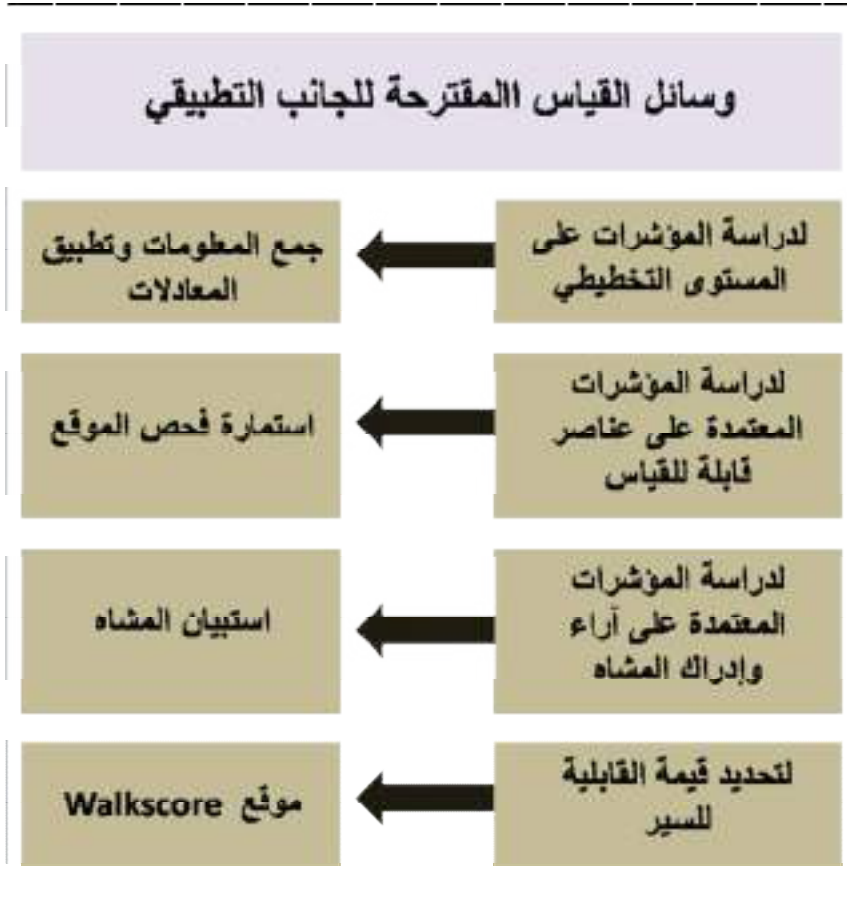 وسائل القياس االمقترحة للجانب التطبيقي
لدراسة المؤشرات على
المستوى التخطيطي
جمع المعلومات وتطبيق
المعادلات
لدراسة المؤشرات
المعتمدة على عناصر
قابلة للقياس
استمارة فحص الموقع
لدراسة المؤشرات
المعتمدة على آراء
وإدراك المشاه
استبيان المشاه
لتحديد قيمة القابلية
للسير
موقع Walkscore